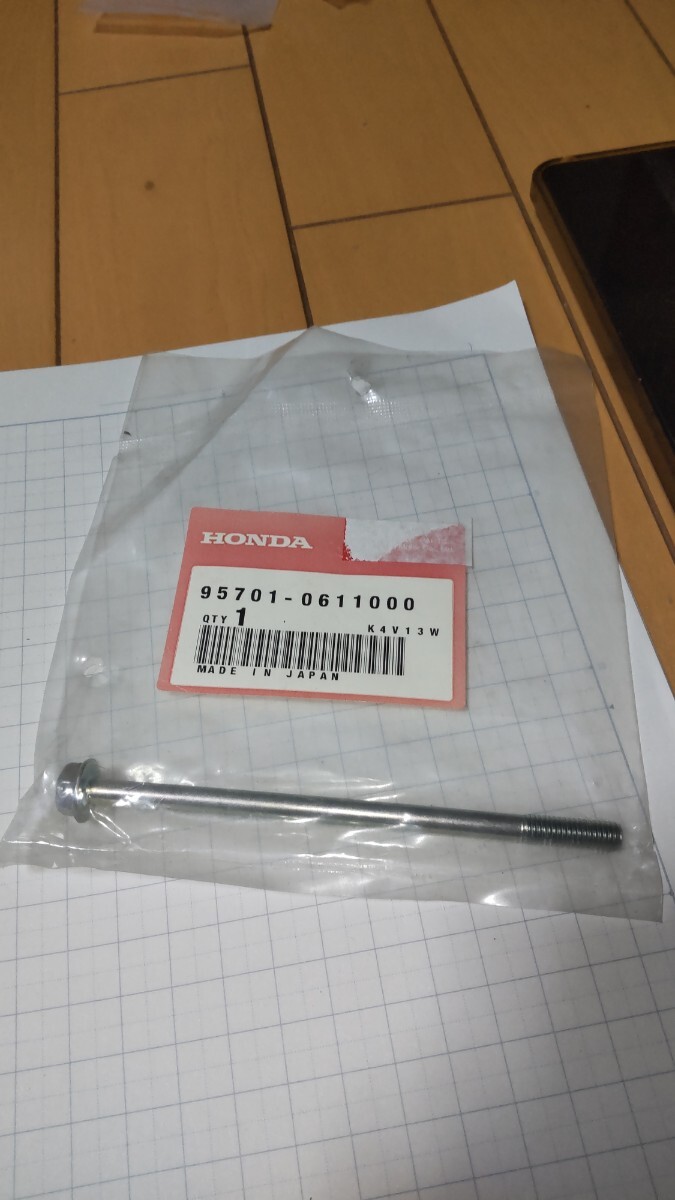 HONDA
95701-0611000
QTY 1 K4V13W
MADE IN JAPAN